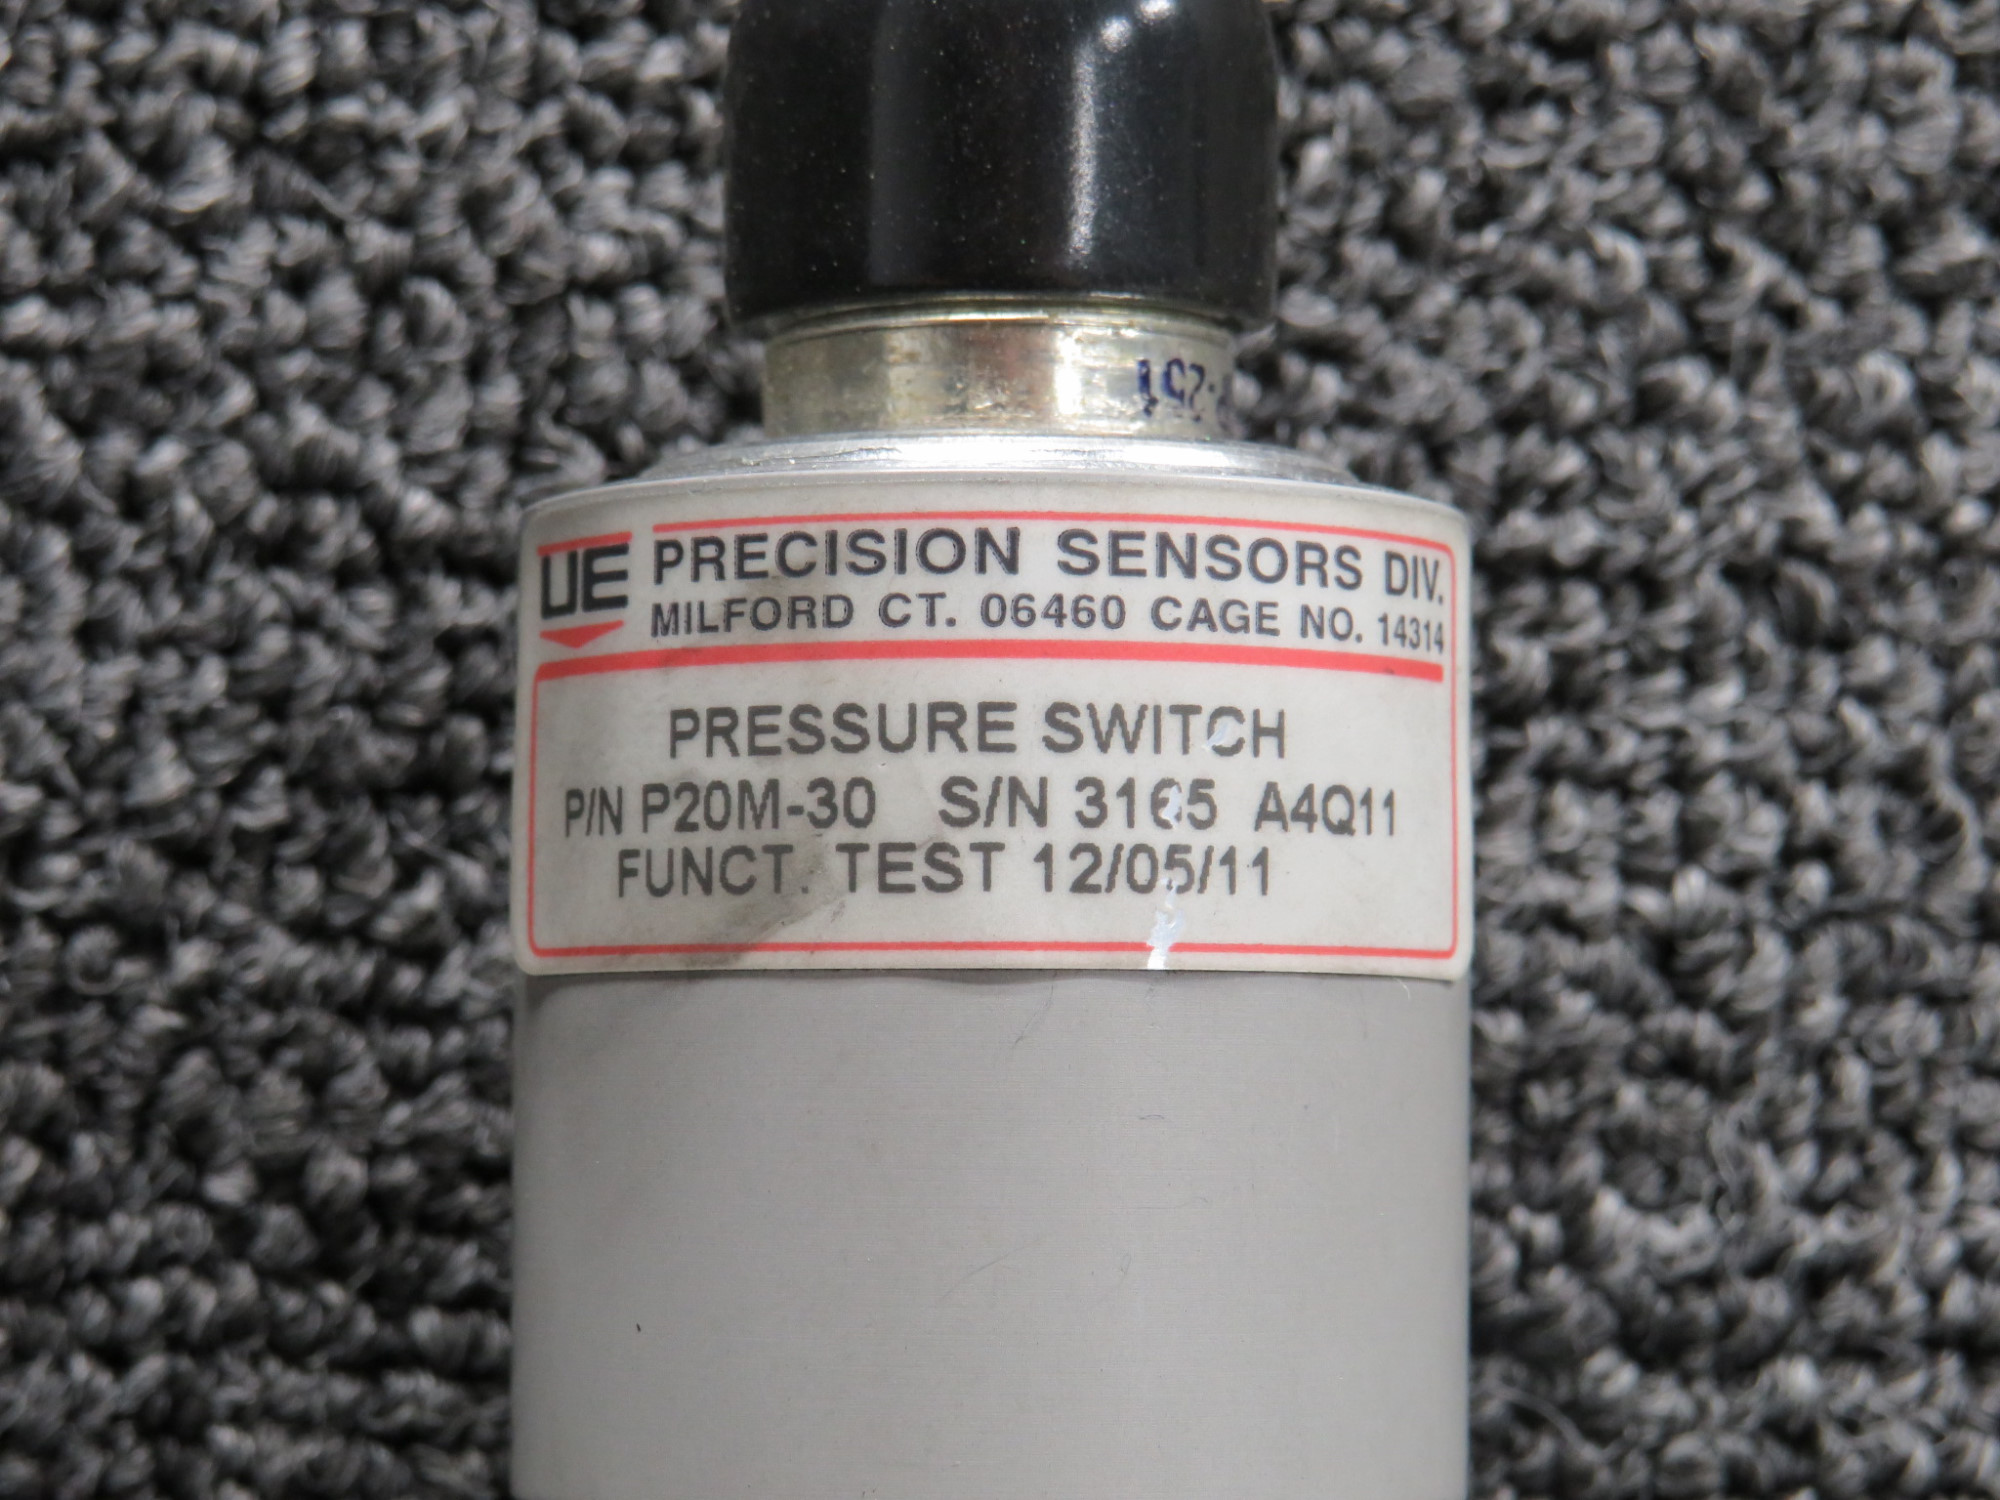 UE PRECISION SENSORS DIV.
MILFORD CT. 06460 CAGE NO. 14314
PRESSURE SWITCH
P/N P20M-30 S/N 3165 A4Q11
FUNCT. TEST 12/05/11